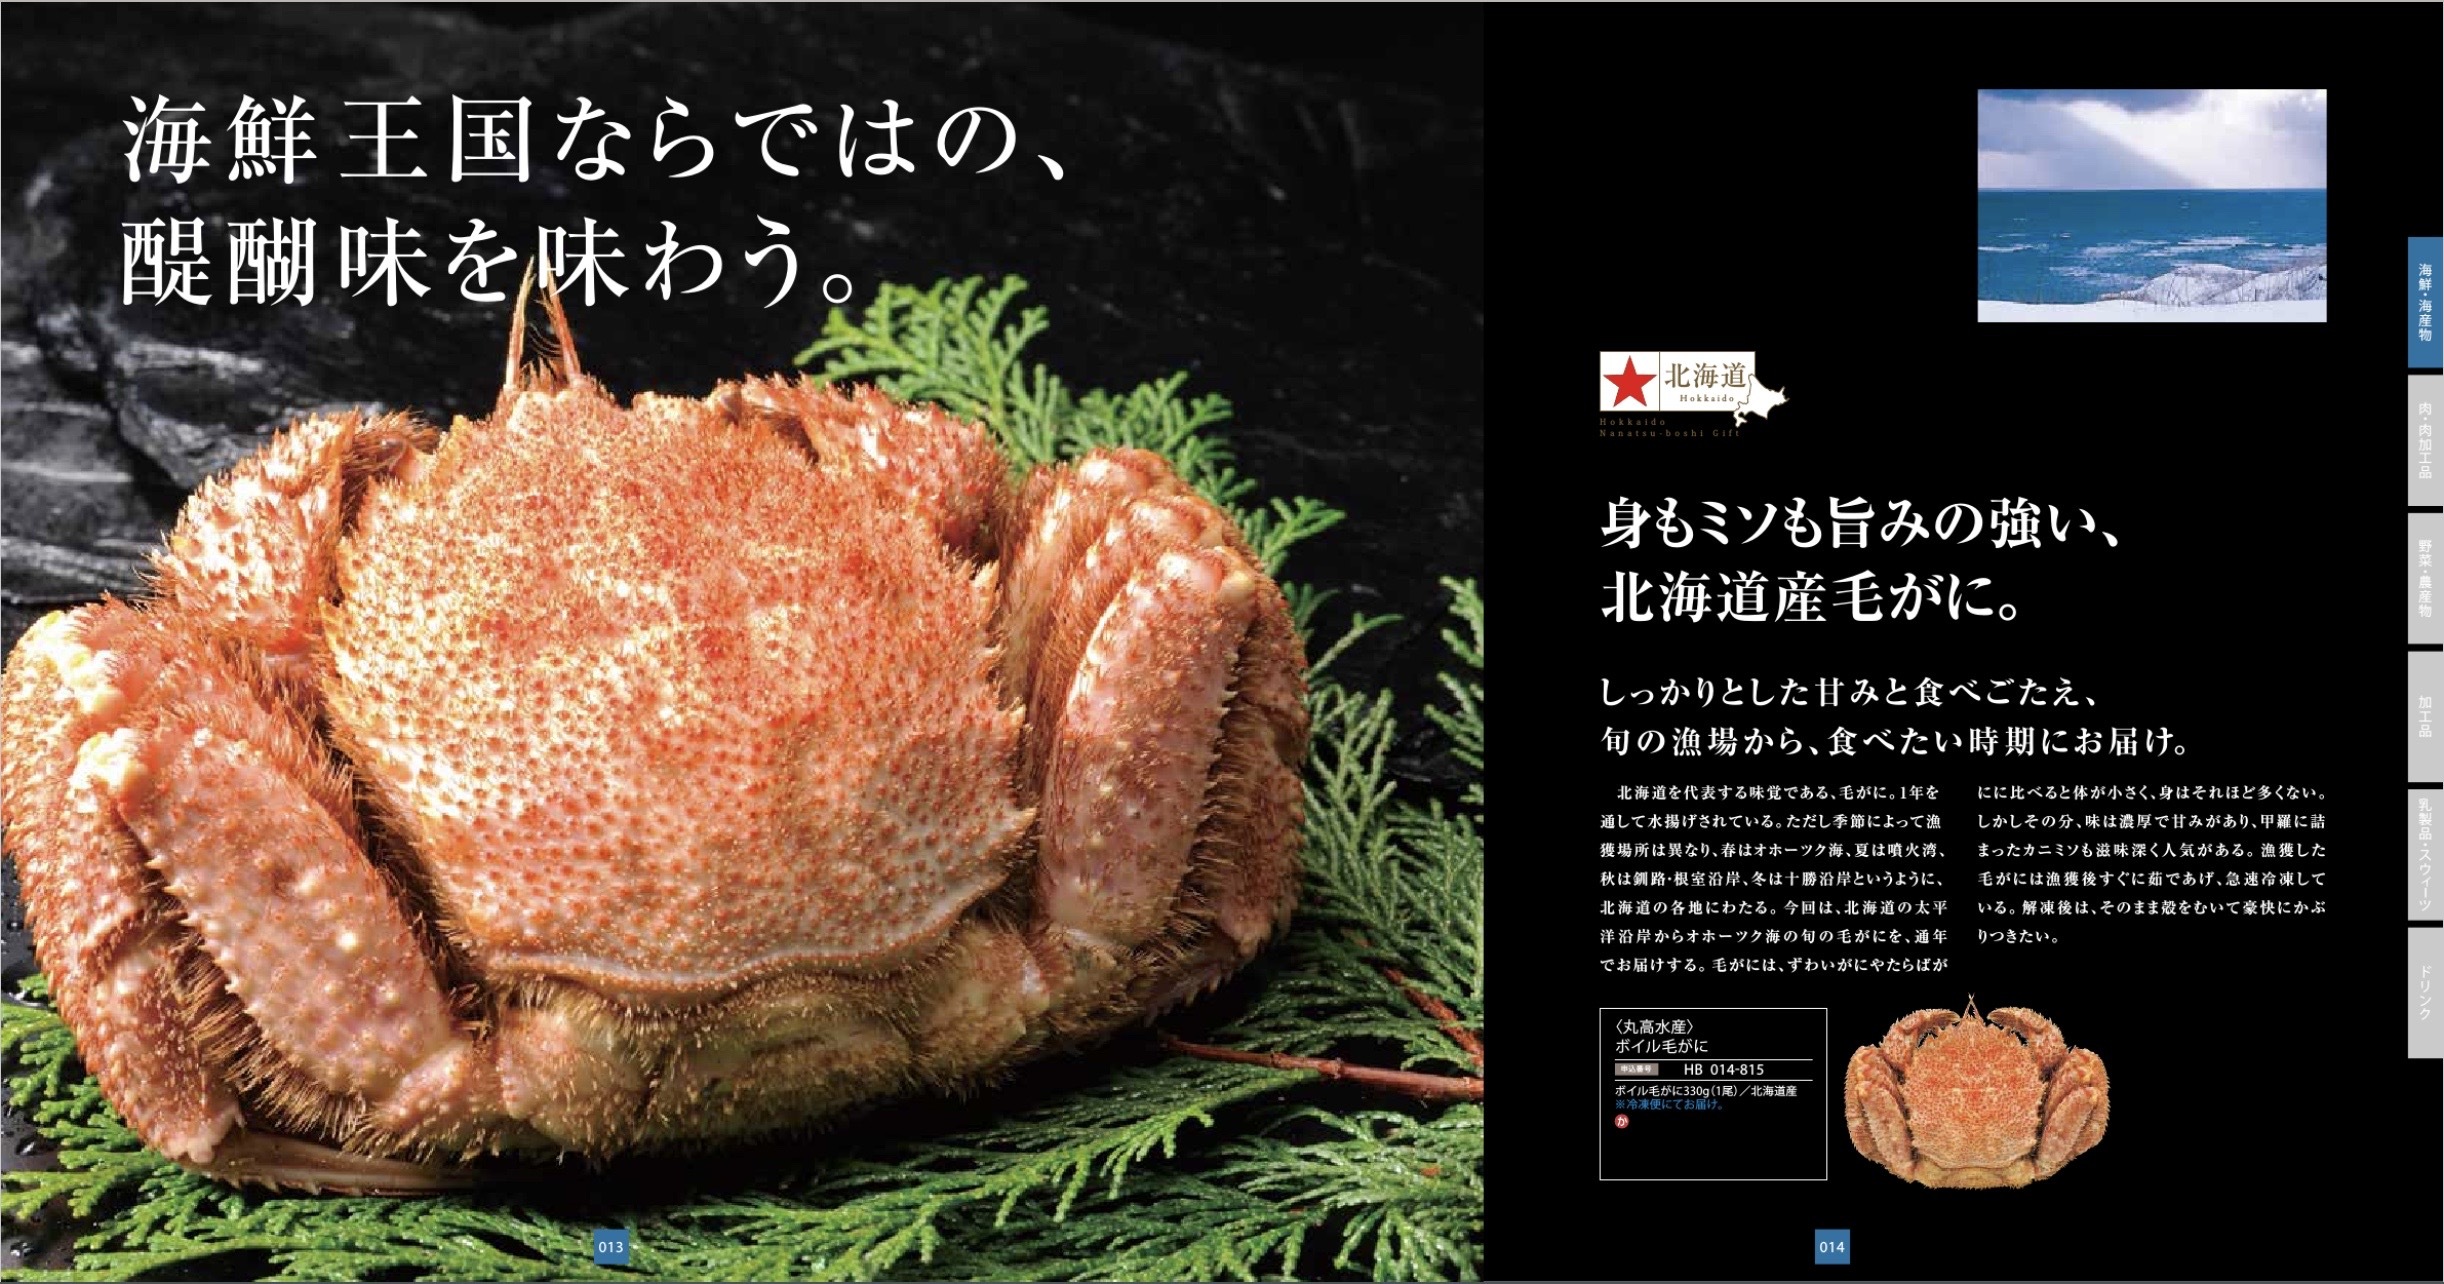 海鮮王国ならではの、
醍醐味を味わう。
013
北海道
Hokkaido
Hokkaido
Nanatsu-boshi Gift
身もミソも旨みの強い、
北海道産毛がに。
しっかりとした甘みと食べごたえ、
旬の漁場から、食べたい時期にお届け。
北海道を代表する味覚である、毛がに。1年を
通して水揚げされている。ただし季節によって漁
獲場所は異なり、春はオホーツク海、夏は噴火湾、
秋は釧路・根室沿岸、冬は十勝沿岸というように、
北海道の各地にわたる。今回は、北海道の太平
洋沿岸からオホーツク海の旬の毛がにを、通年
でお届けする。毛がには、ずわいがにやたらばが
にに比べると体が小さく、身はそれほど多くない。
しかしその分、味は濃厚で甘みがあり、甲羅に詰
まったカニミソも滋味深く人気がある。漁獲した
毛がには漁獲後すぐに茹であげ、急速冷凍して
いる。解凍後は、そのまま殻をむいて豪快にかぶ
りつきたい。
〈丸高水産〉
ボイル毛がに
申込番号 HB 014-815
ボイル毛がに330g(1尾)／北海道産
※冷凍便にてお届け。
か
014
海鮮・海産物
肉・肉加工品
野菜・農産物
加工品
乳製品・スウィーツ
ドリンク